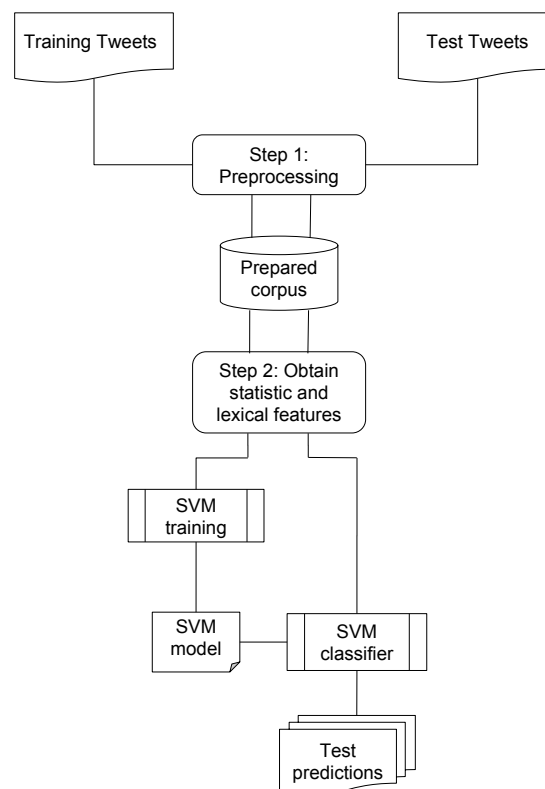 Training Tweets
Test Tweets
Step 1:
Preprocessing
Prepared
corpus
Step 2: Obtain
statistic and
lexical features
SVM
training
SVM
model
SVM
classifier
Test
predictions